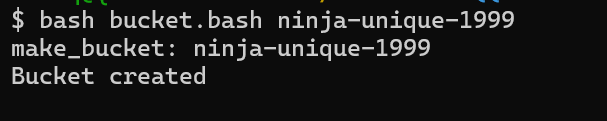 $ bash bucket.bash ninja-unique-1999
make_bucket: ninja-unique-1999
Bucket created